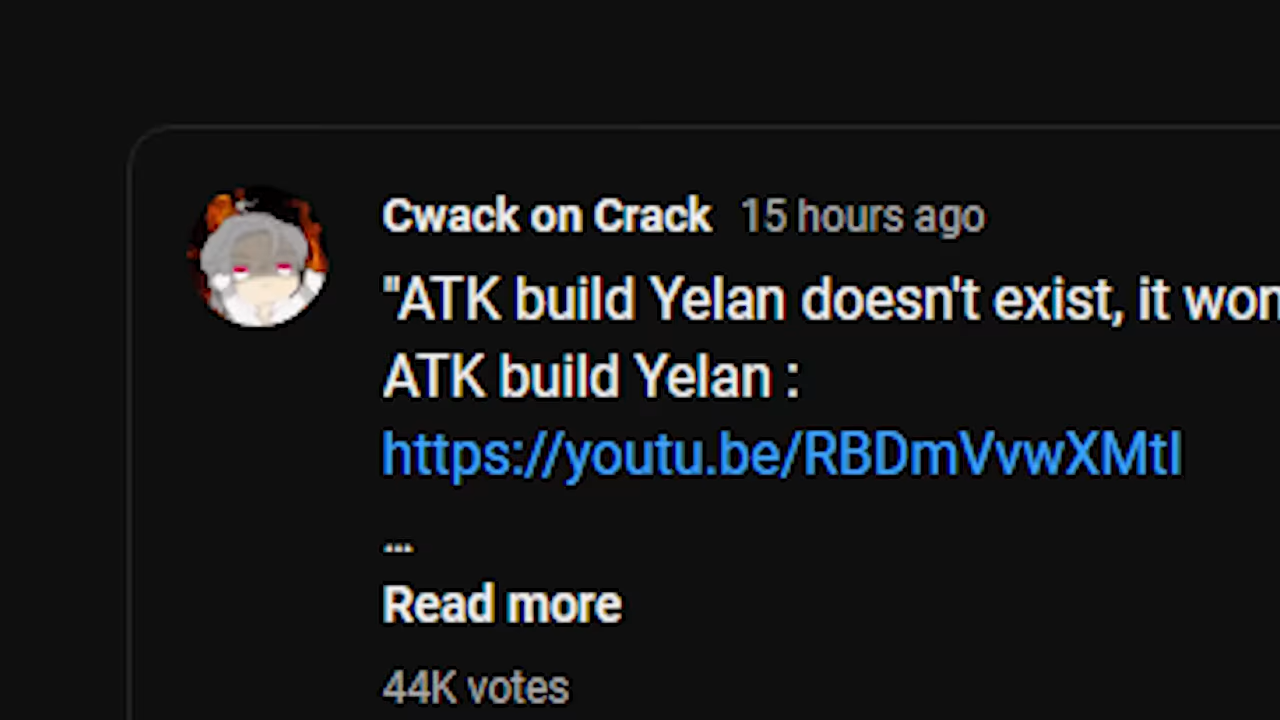 Cwack on Crack 15 hours ago
"ATK build Yelan doesn't exist, it won
ATK build Yelan :
https://youtu.be/RBDmVvwXMtI
...
Read more
44K votes